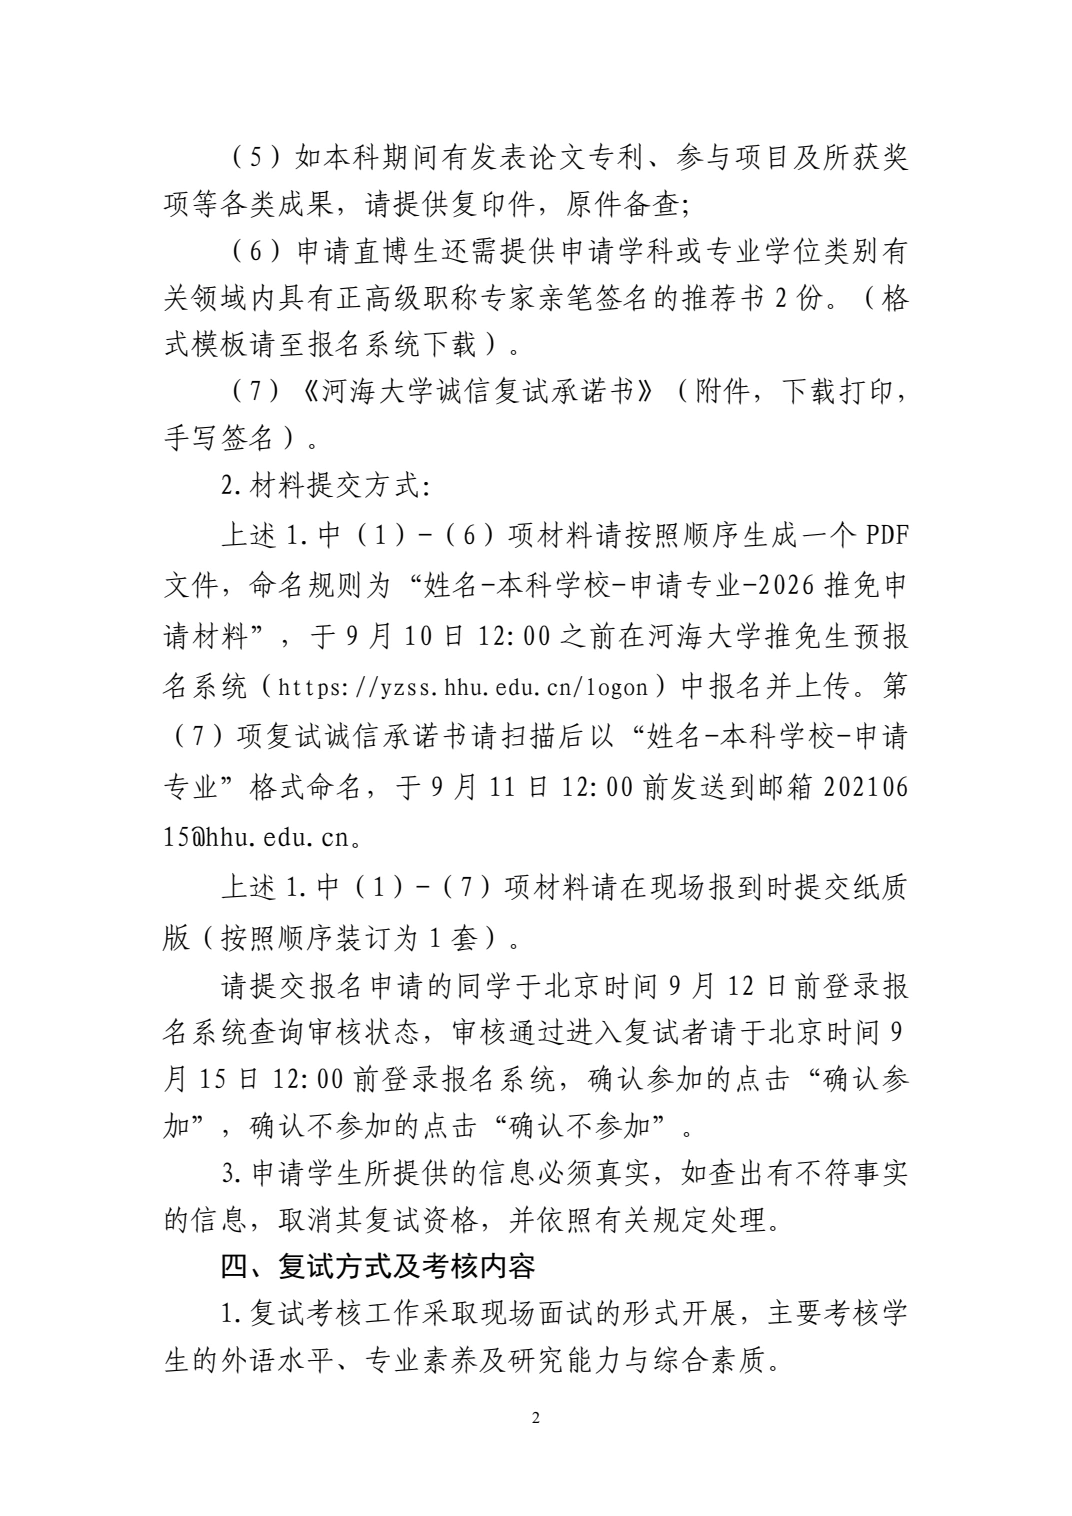 （5）如本科期间有发表论文专利、参与项目及所获奖
项等各类成果，请提供复印件，原件备查；
（6）申请直博生还需提供申请学科或专业学位类别有
关领域内具有正高级职称专家亲笔签名的推荐书 2 份。（格
式模板请至报名系统下载）。
（7）《河海大学诚信复试承诺书》（附件，下载打印，
手写签名）。
2.材料提交方式：
上述 1.中（1）-（6）项材料请按照顺序生成一个 PDF
文件，命名规则为“姓名-本科学校-申请专业-2026 推免申
请材料”，于 9 月 10 日 12:00 之前在河海大学推免生预报
名系统（https://yzss.hhu.edu.cn/logon）中报名并上传。第
（7）项复试诚信承诺书请扫描后以“姓名-本科学校-申请
专业”格式命名，于 9 月 11 日 12:00 前发送到邮箱 202106
15@hhu.edu.cn。
上述 1.中（1）-（7）项材料请在现场报到时提交纸质
版（按照顺序装订为 1 套）。
请提交报名申请的同学于北京时间 9 月 12 日前登录报
名系统查询审核状态，审核通过进入复试者请于北京时间 9
月 15 日 12:00 前登录报名系统，确认参加的点击“确认参
加”，确认不参加的点击“确认不参加”。
3.申请学生所提供的信息必须真实，如查出有不符事实
的信息，取消其复试资格，并依照有关规定处理。
四、复试方式及考核内容
1.复试考核工作采取现场面试的形式开展，主要考核学
生的外语水平、专业素养及研究能力与综合素质。
2